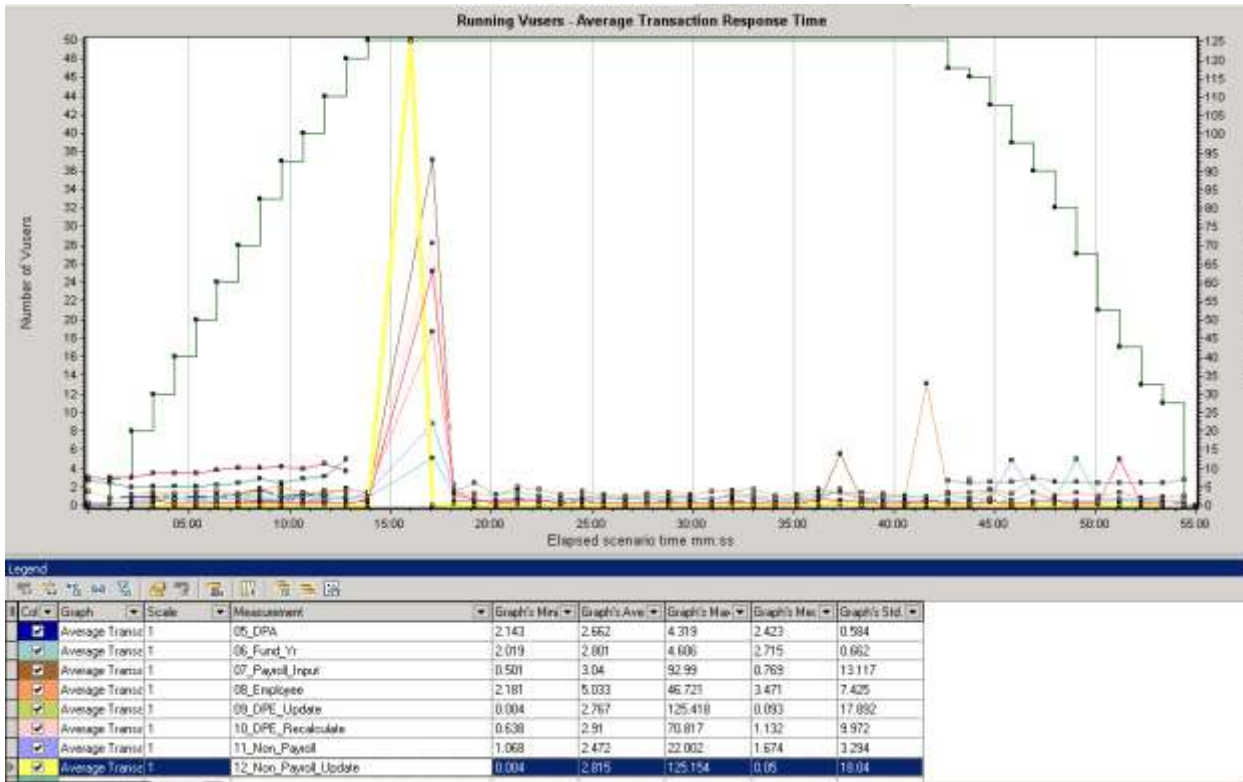 Running Vusers - Average Transaction Response Time
Number of Vusers
50 48 46 44 42 40 38 36 34 32 30 28 26 24 22 20 18 16 14 12 10 8 6 4 2 0
125 120 115 110 105 100 95 90 85 80 75 70 65 60 55 50 45 40 35 30 25 20 15 10 5 0
05:00 10:00 15:00 20:00 25:00 30:00 35:00 40:00 45:00 50:00 55:00
Elapsed scenario time mm:ss
Legend
Col Graph Scale Measurement Graph's Mini Graph's Ave Graph's Max Graph's Med Graph's Std.
Average Transa 1 05_DPA 2.143 2.662 4.319 2.423 0.584
Average Transa 1 06_Fund_Yr 2.019 2.801 4.606 2.715 0.662
Average Transa 1 07_Payroll_Input 0.501 3.04 92.99 0.769 13.117
Average Transa 1 08_Employee 2.181 5.033 46.721 3.471 7.425
Average Transa 1 09_DPE_Update 0.004 2.767 125.418 0.093 17.892
Average Transa 1 10_DPE_Recalculate 0.638 2.91 70.817 1.132 9.972
Average Transa 1 11_Non_Payroll 1.068 2.472 22.002 1.674 3.294
Average Transa 1 12_Non_Payroll_Update 0.004 2.815 125.154 0.05 18.04